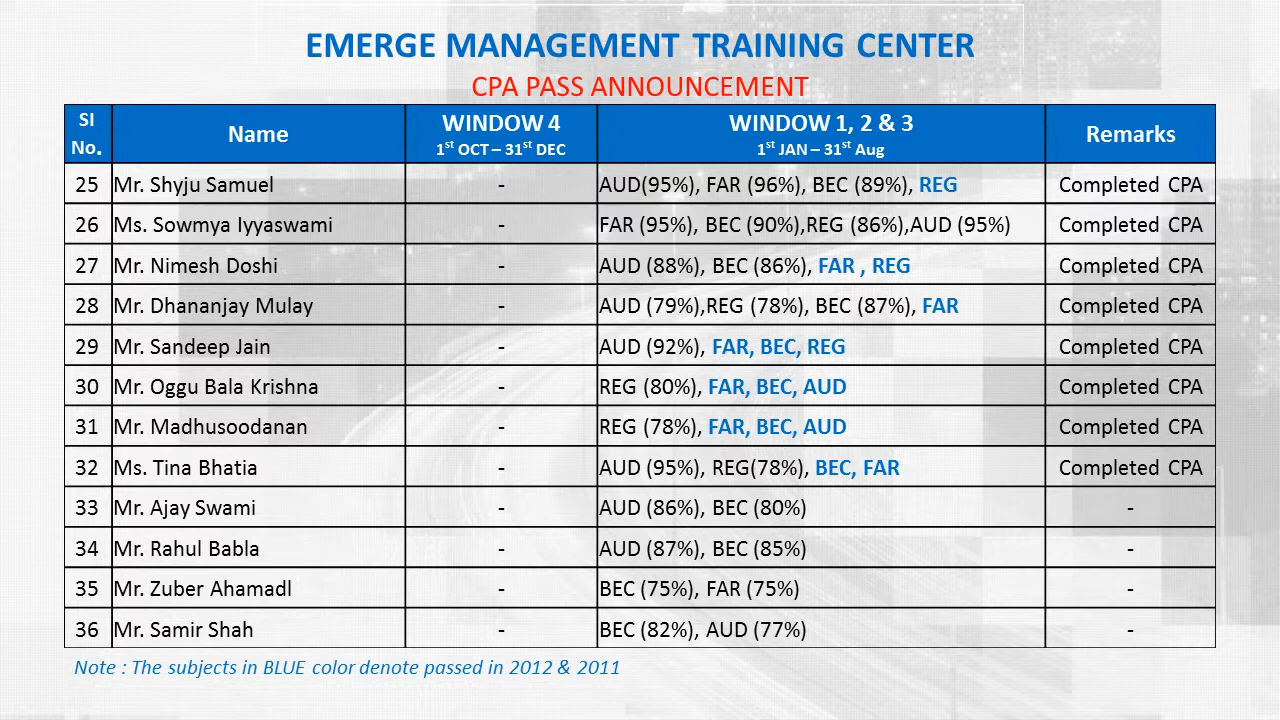 EMERGE MANAGEMENT TRAINING CENTER
CPA PASS ANNOUNCEMENT
SI No. Name WINDOW 4 1st OCT – 31st DEC WINDOW 1, 2 & 3 1st JAN – 31st Aug Remarks
25 Mr. Shyju Samuel - AUD(95%), FAR (96%), BEC (89%), REG Completed CPA
26 Ms. Sowmya Iyyaswami - FAR (95%), BEC (90%),REG (86%),AUD (95%) Completed CPA
27 Mr. Nimesh Doshi - AUD (88%), BEC (86%), FAR , REG Completed CPA
28 Mr. Dhananjay Mulay - AUD (79%),REG (78%), BEC (87%), FAR Completed CPA
29 Mr. Sandeep Jain - AUD (92%), FAR, BEC, REG Completed CPA
30 Mr. Oggu Bala Krishna - REG (80%), FAR, BEC, AUD Completed CPA
31 Mr. Madhusoodanan - REG (78%), FAR, BEC, AUD Completed CPA
32 Ms. Tina Bhatia - AUD (95%), REG(78%), BEC, FAR Completed CPA
33 Mr. Ajay Swami - AUD (86%), BEC (80%) -
34 Mr. Rahul Babla - AUD (87%), BEC (85%) -
35 Mr. Zuber Ahamadl - BEC (75%), FAR (75%) -
36 Mr. Samir Shah - BEC (82%), AUD (77%) -
Note : The subjects in BLUE color denote passed in 2012 & 2011